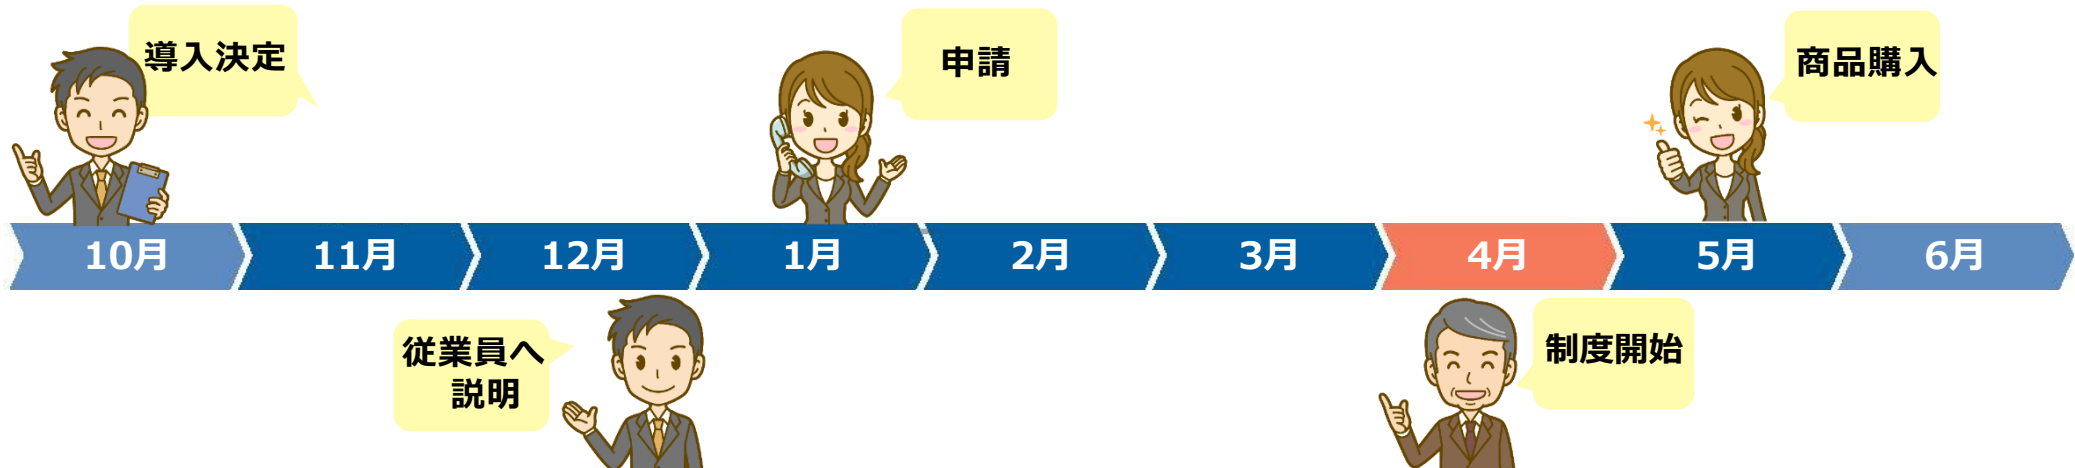 導入決定
申請
商品購入
10月
11月
12月
1月
2月
3月
4月
5月
6月
従業員へ
説明
制度開始